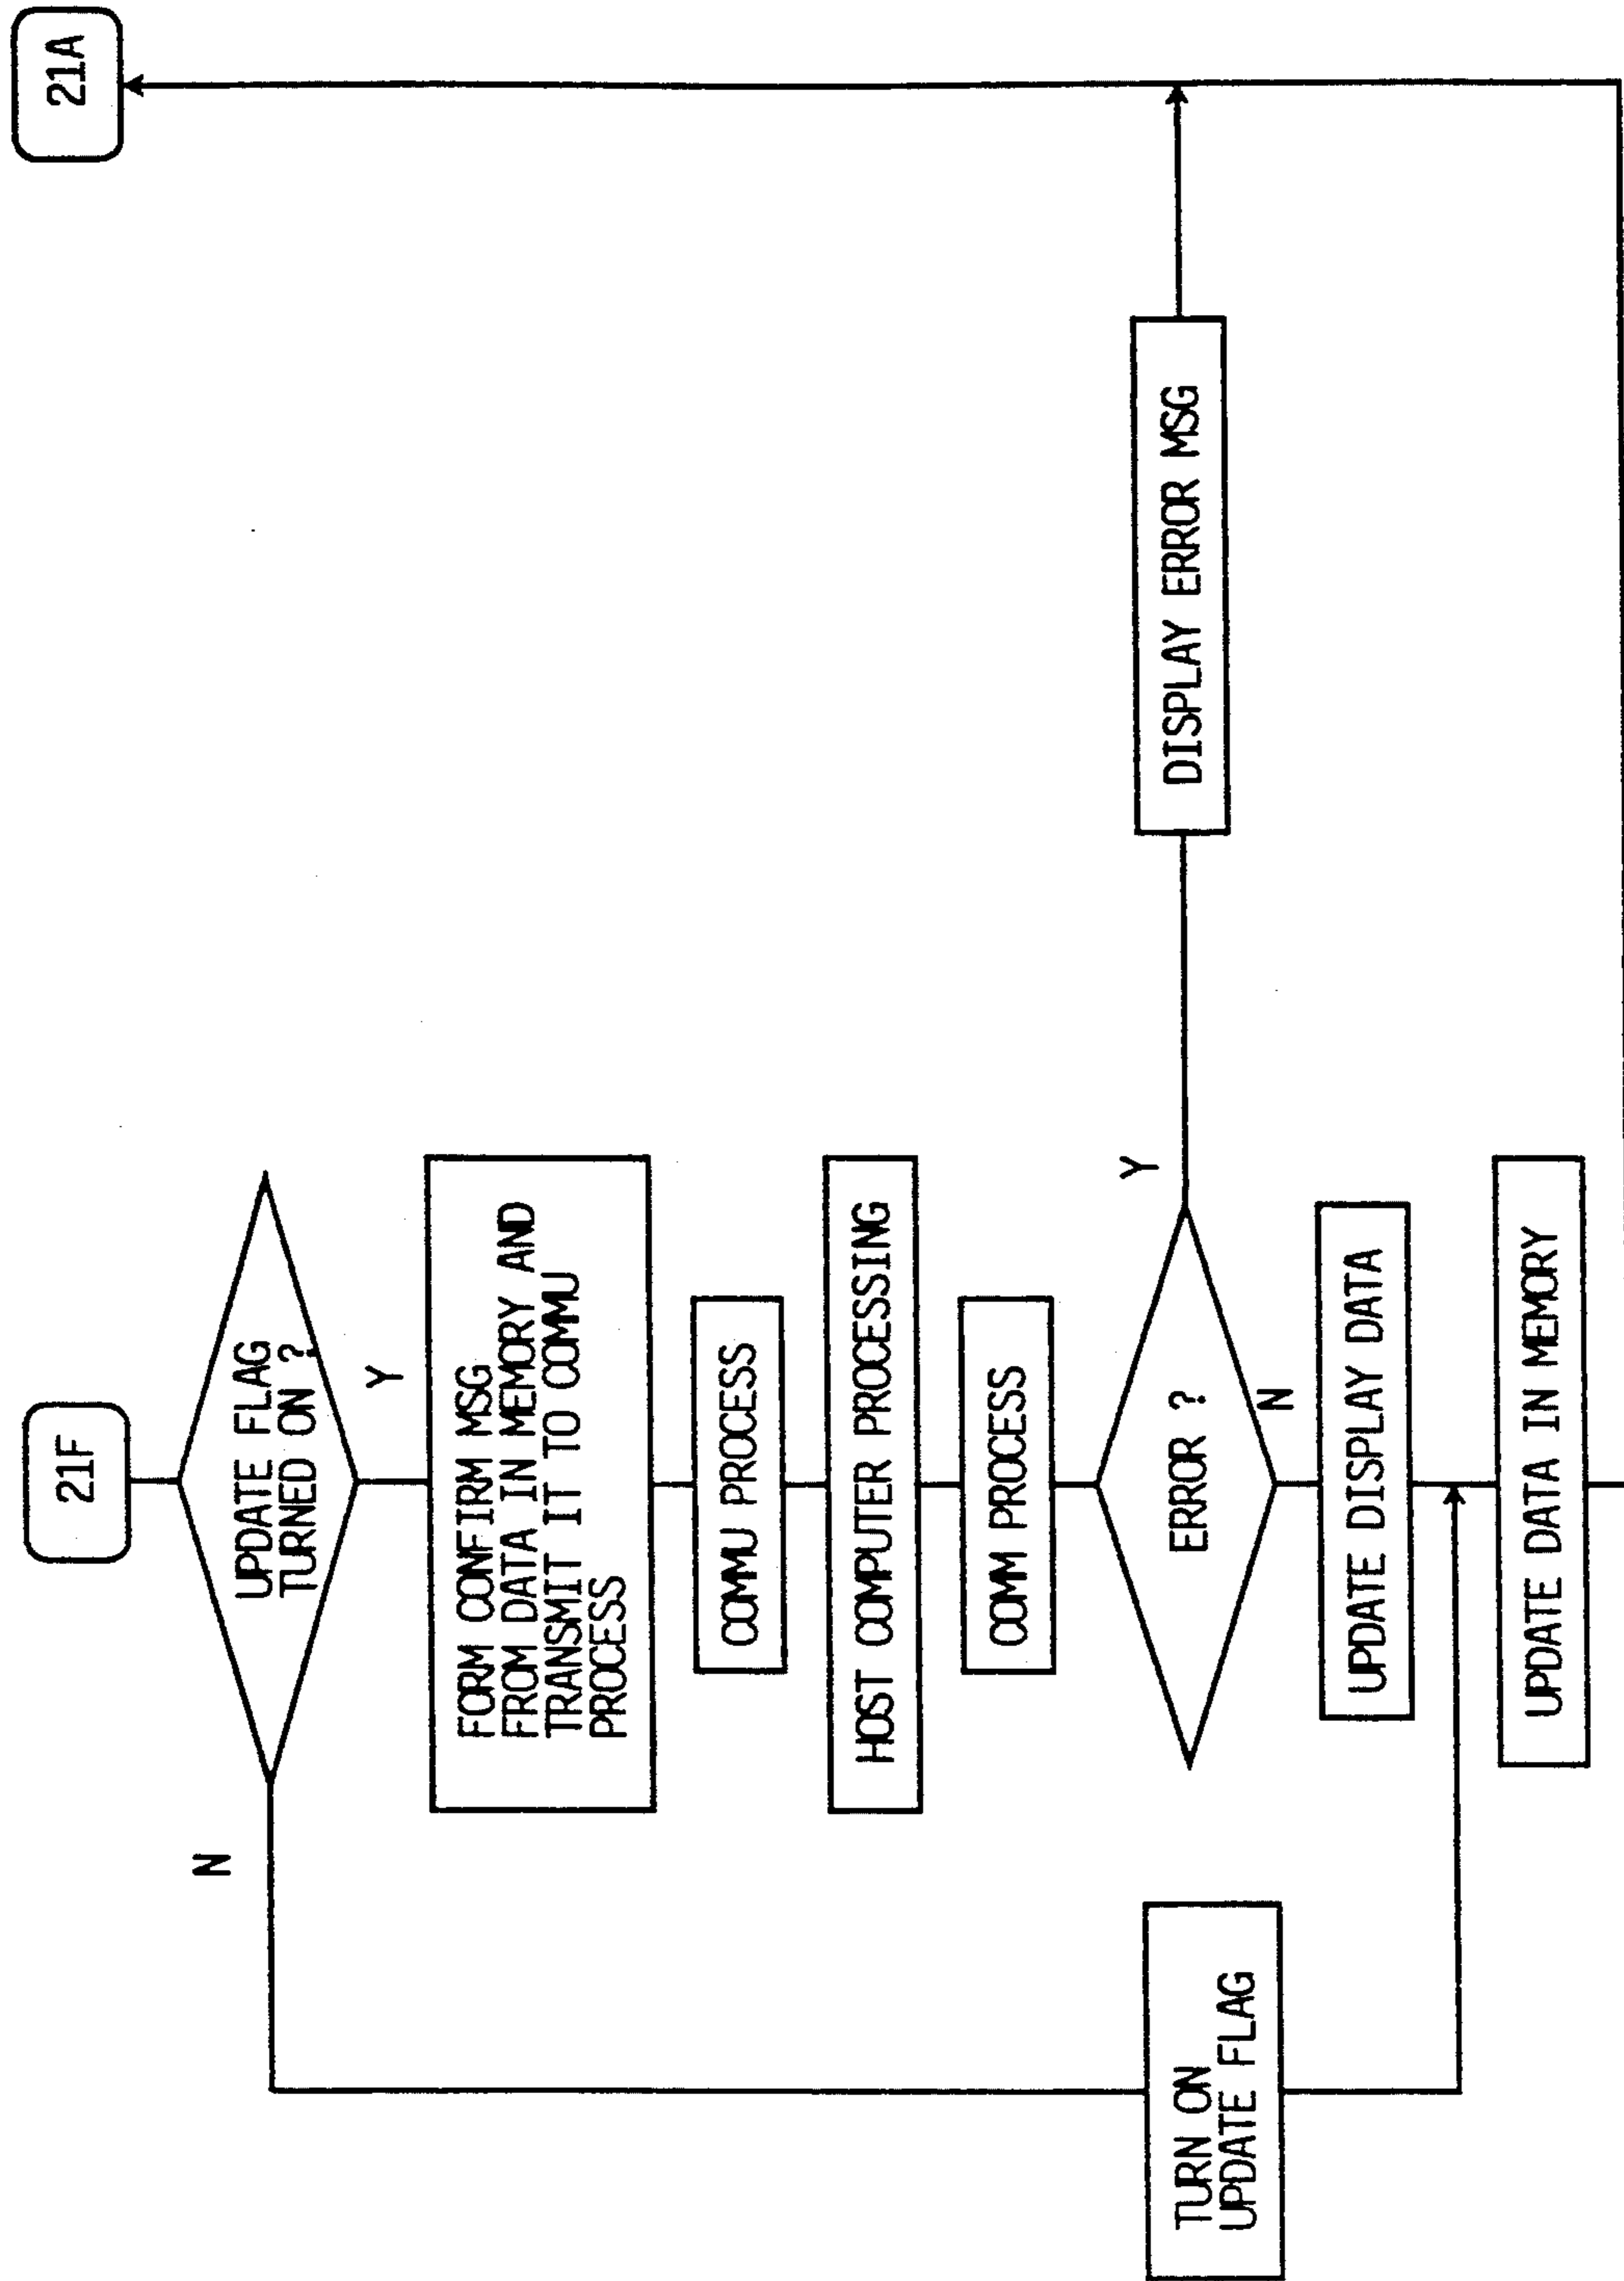 21F
21A
UPDATE FLAG
TURNED ON ?
N
Y
FORM CONFIRM MSG
FROM DATA IN MEMORY AND
TRANSMIT IT TO COMMU
PROCESS
COMMU PROCESS
HOST COMPUTER PROCESSING
COMM PROCESS
ERROR ?
Y
DISPLAY ERROR MSG
TURN ON
UPDATE FLAG
N
UPDATE DISPLAY DATA
UPDATE DATA IN MEMORY